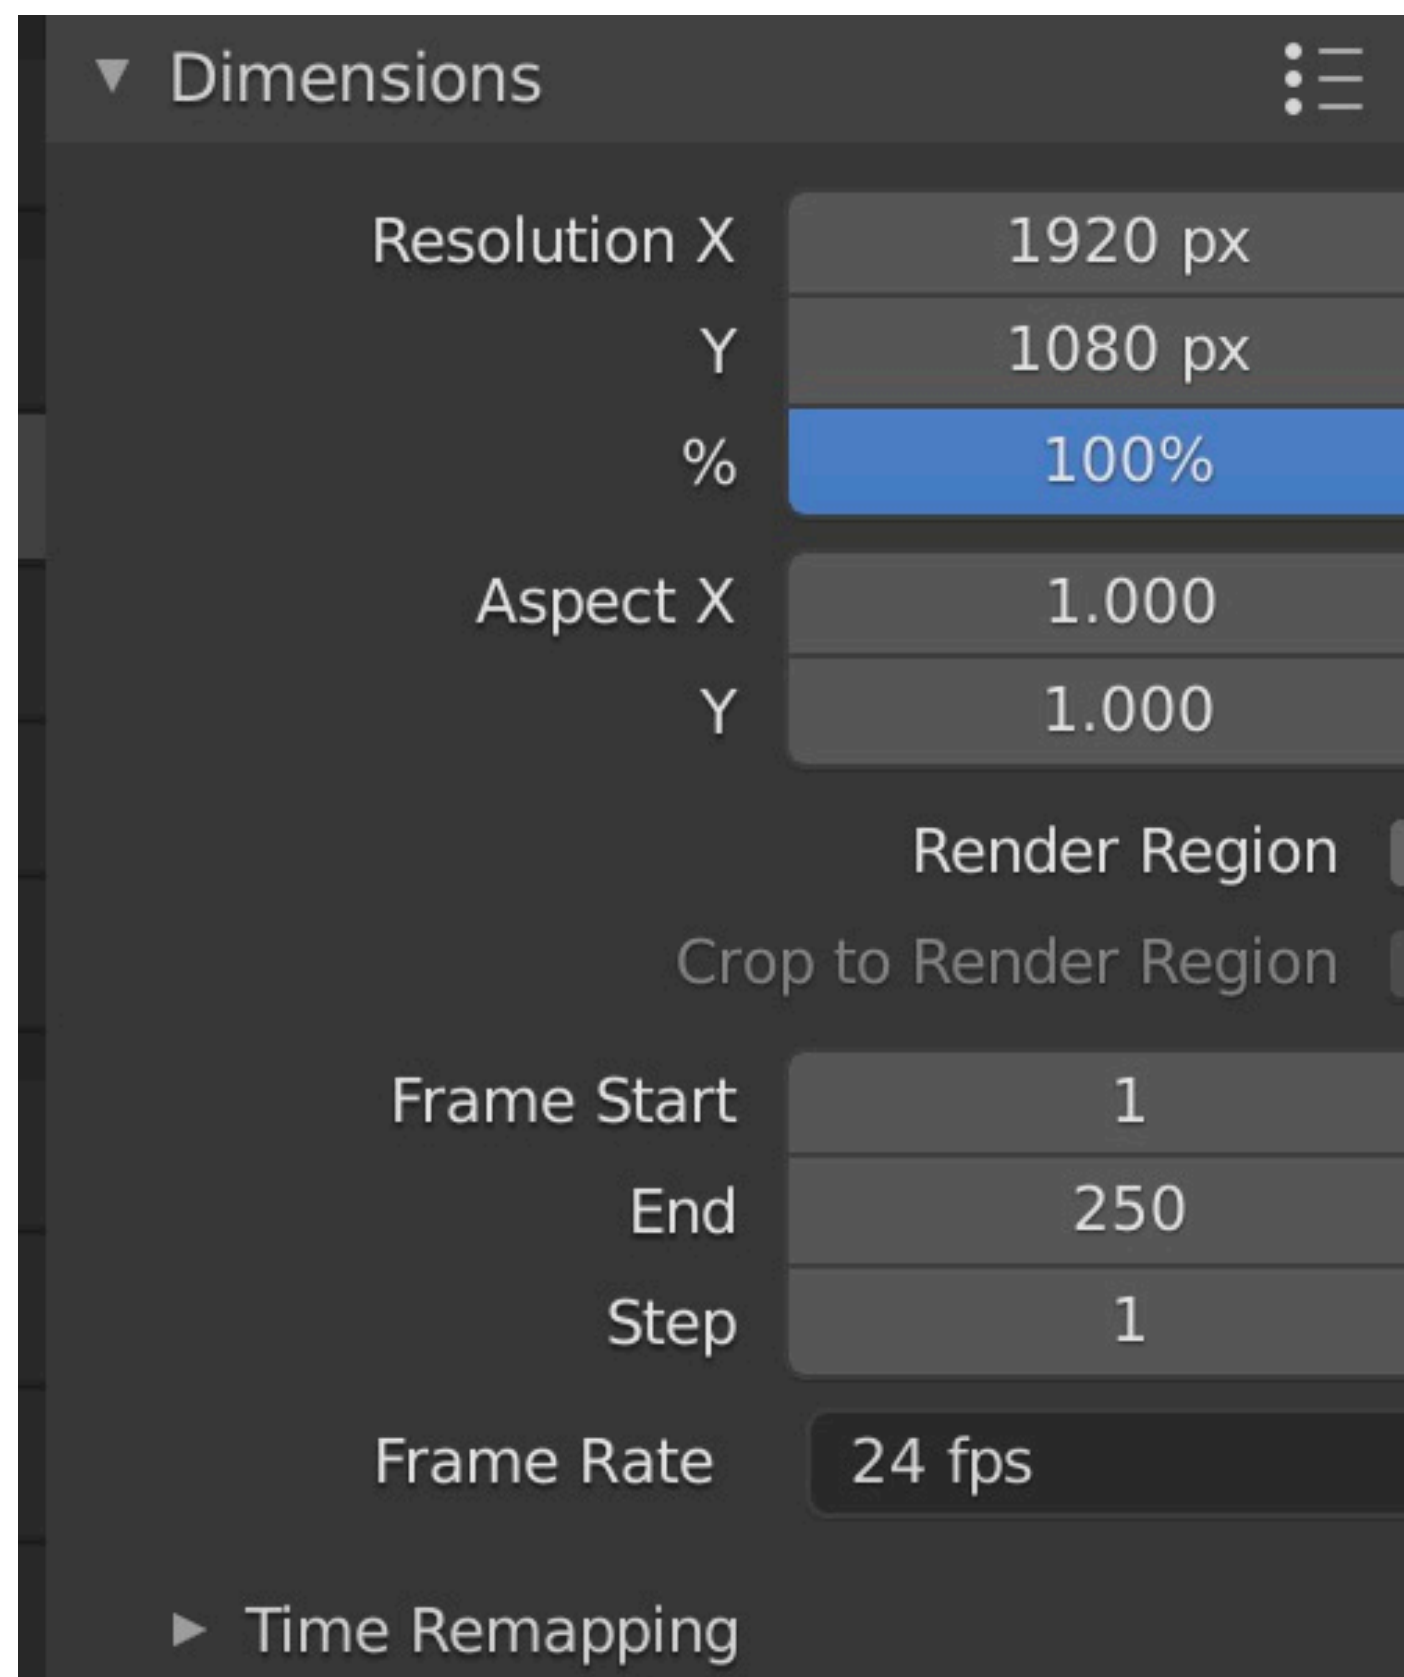 Dimensions
Resolution X 1920 px
Y 1080 px
% 100%
Aspect X 1.000
Y 1.000
Render Region
Crop to Render Region
Frame Start 1
End 250
Step 1
Frame Rate 24 fps
Time Remapping